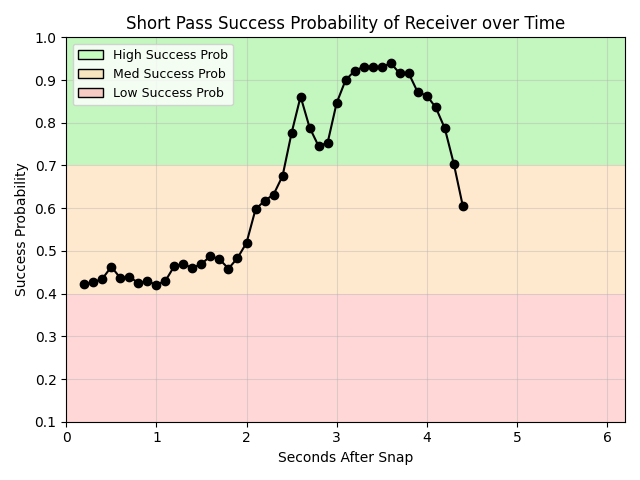 Short Pass Success Probability of Receiver over Time
High Success Prob
Med Success Prob
Low Success Prob
1.0
0.9
0.8
0.7
0.6
0.5
0.4
0.3
0.2
0.1
Success Probability
0 1 2 3 4 5 6
Seconds After Snap